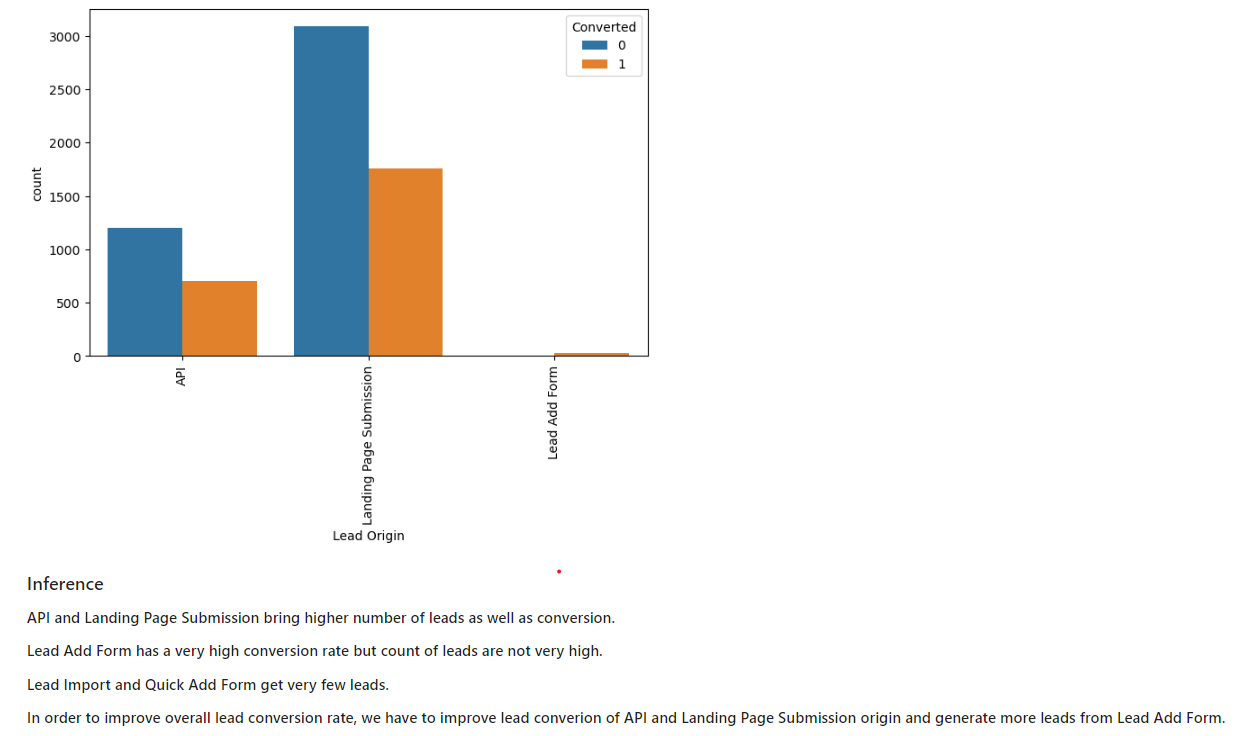 Converted
0
1
3000
2500
2000
1500
1000
500
0
count
API
Landing Page Submission
Lead Add Form
Lead Origin
Inference
API and Landing Page Submission bring higher number of leads as well as conversion.
Lead Add Form has a very high conversion rate but count of leads are not very high.
Lead Import and Quick Add Form get very few leads.
In order to improve overall lead conversion rate, we have to improve lead converion of API and Landing Page Submission origin and generate more leads from Lead Add Form.